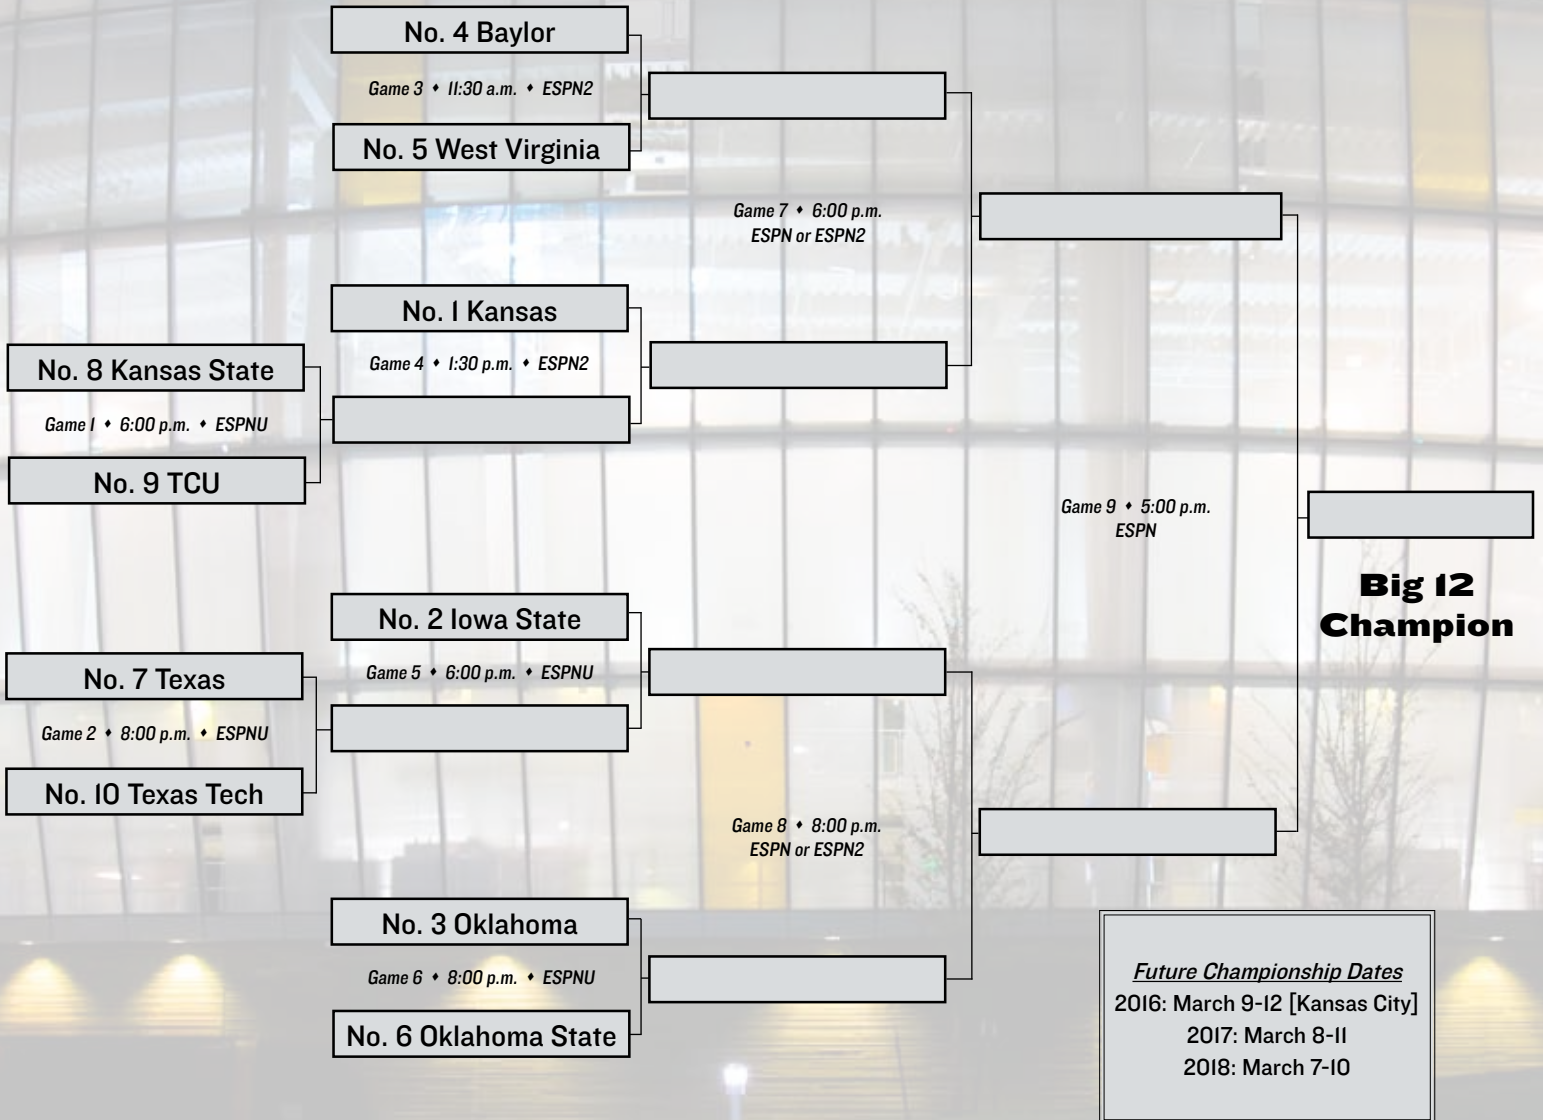 No. 4 Baylor
Game 3 ♦ 11:30 a.m. ♦ ESPN2
No. 5 West Virginia
Game 7 ♦ 6:00 p.m.
ESPN or ESPN2
No. 1 Kansas
Game 4 ♦ 1:30 p.m. ♦ ESPN2
No. 8 Kansas State
Game 1 ♦ 6:00 p.m. ♦ ESPNU
No. 9 TCU
Game 9 ♦ 5:00 p.m.
ESPN
Big 12
Champion
No. 2 Iowa State
Game 5 ♦ 6:00 p.m. ♦ ESPNU
No. 7 Texas
Game 2 ♦ 8:00 p.m. ♦ ESPNU
No. 10 Texas Tech
Game 8 ♦ 8:00 p.m.
ESPN or ESPN2
No. 3 Oklahoma
Game 6 ♦ 8:00 p.m. ♦ ESPNU
No. 6 Oklahoma State
Future Championship Dates
2016: March 9-12 [Kansas City]
2017: March 8-11
2018: March 7-10